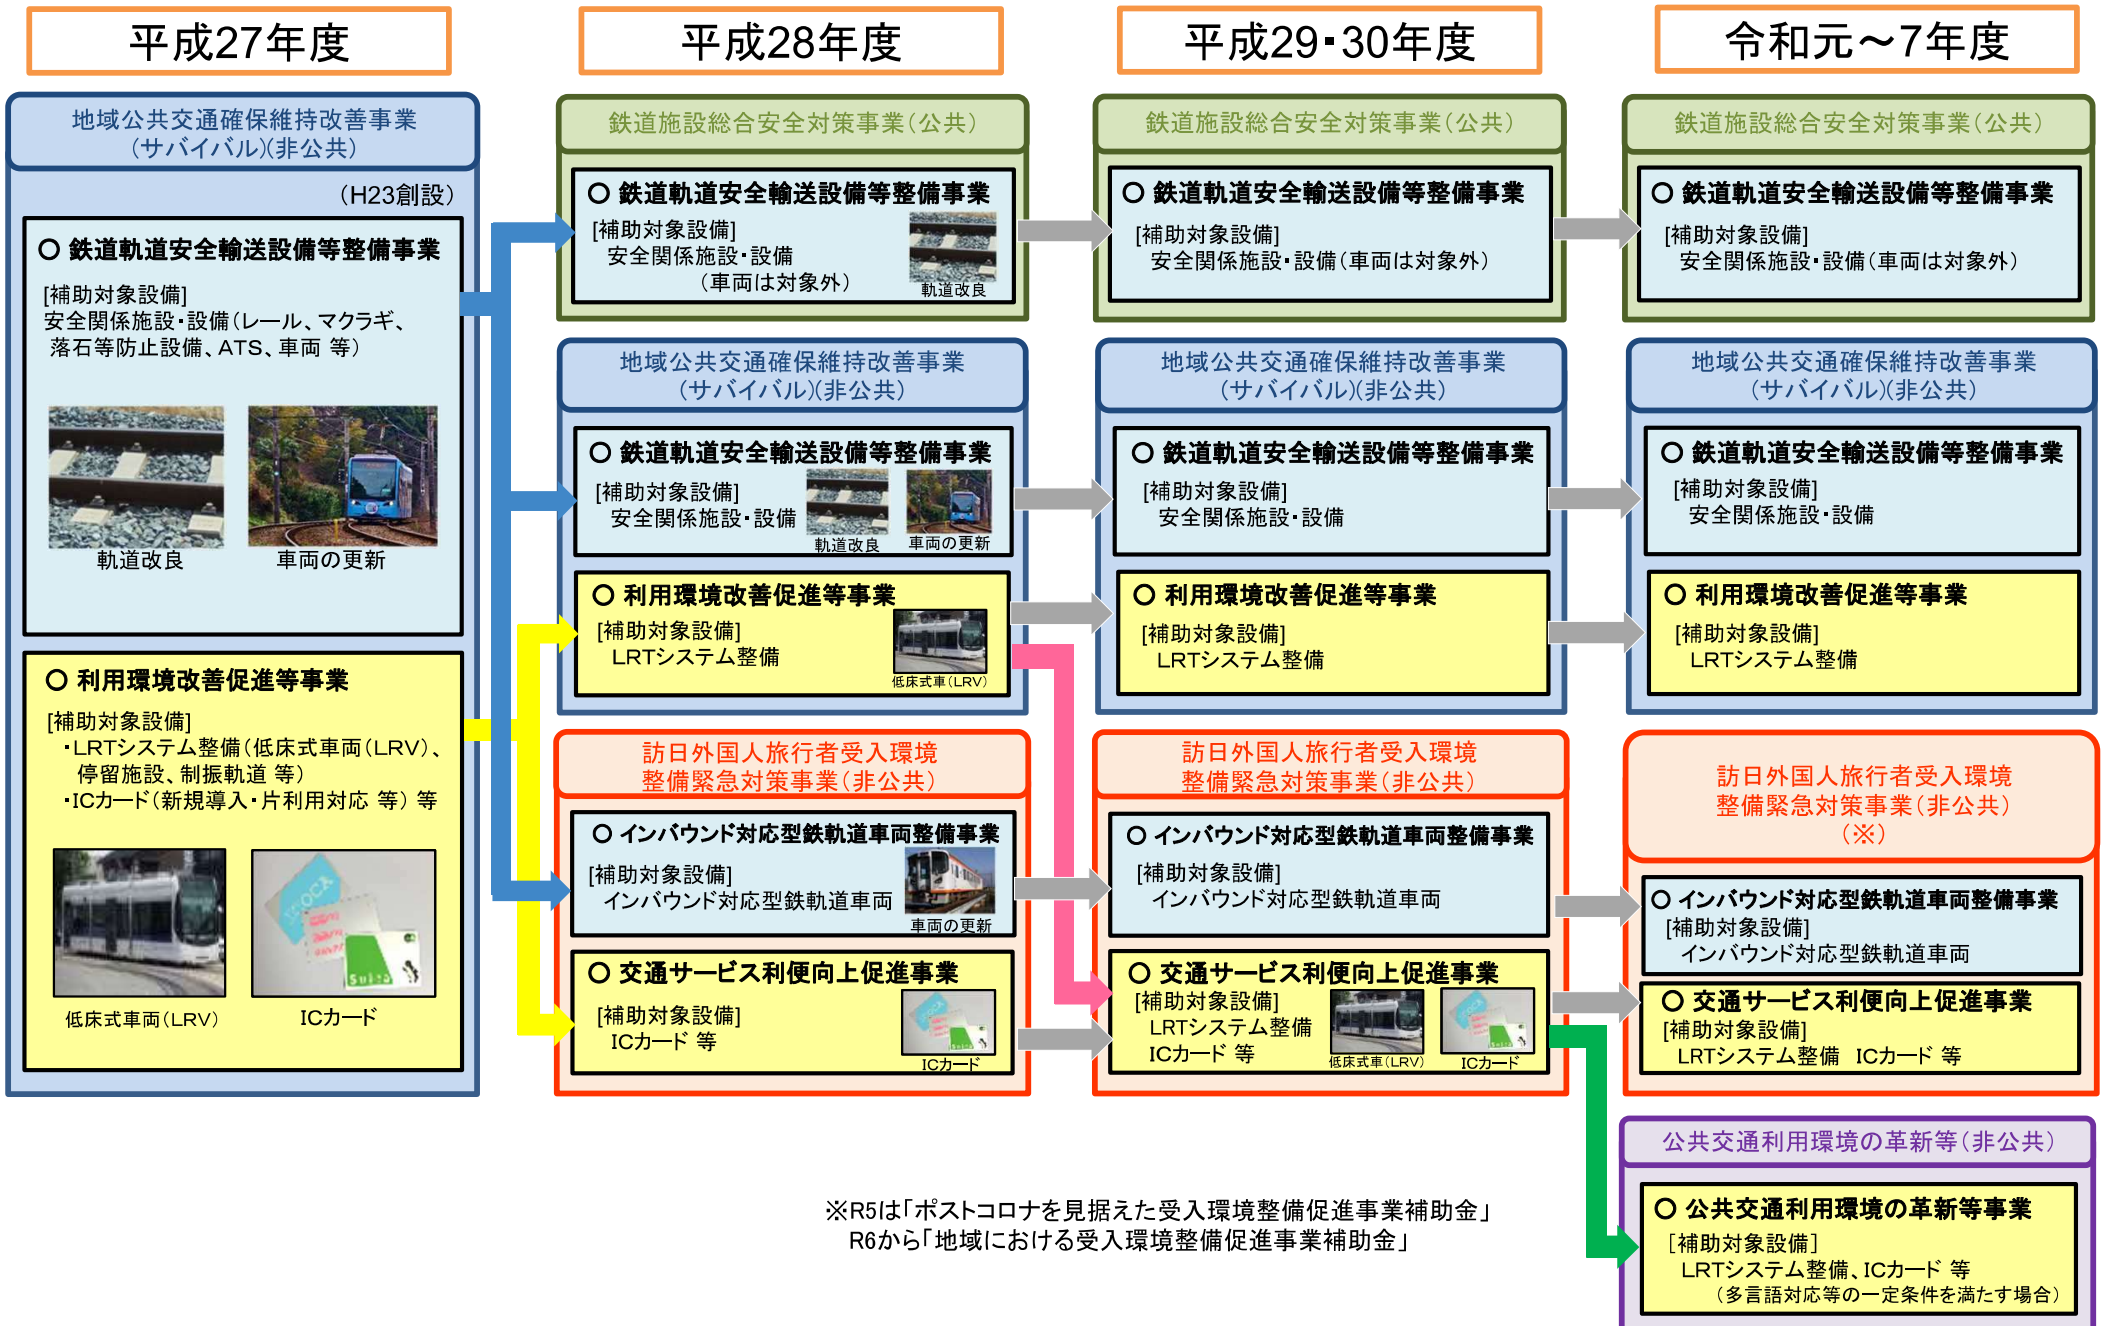 平成27年度
平成28年度
平成29・30年度
令和元～7年度
地域公共交通確保維持改善事業
(サバイバル)(非公共)
(H23創設)
〇 鉄道軌道安全輸送設備等整備事業
[補助対象設備]
安全関係施設・設備(レール、マクラギ、
落石等防止設備、ATS、車両 等)
軌道改良
車両の更新
〇 利用環境改善促進等事業
[補助対象設備]
・LRTシステム整備(低床式車両(LRV)、
停留施設、制振軌道 等)
・ICカード(新規導入・片利用対応 等) 等
低床式車両(LRV)
ICカード
鉄道施設総合安全対策事業(公共)
〇 鉄道軌道安全輸送設備等整備事業
[補助対象設備]
安全関係施設・設備
(車両は対象外)
軌道改良
地域公共交通確保維持改善事業
(サバイバル)(非公共)
〇 鉄道軌道安全輸送設備等整備事業
[補助対象設備]
安全関係施設・設備
軌道改良
車両の更新
〇 利用環境改善促進等事業
[補助対象設備]
LRTシステム整備
低床式車(LRV)
訪日外国人旅行者受入環境
整備緊急対策事業(非公共)
〇 インバウンド対応型鉄軌道車両整備事業
[補助対象設備]
インバウンド対応型鉄軌道車両
車両の更新
〇 交通サービス利便向上促進事業
[補助対象設備]
ICカード 等
ICカード
鉄道施設総合安全対策事業(公共)
〇 鉄道軌道安全輸送設備等整備事業
[補助対象設備]
安全関係施設・設備(車両は対象外)
地域公共交通確保維持改善事業
(サバイバル)(非公共)
〇 鉄道軌道安全輸送設備等整備事業
[補助対象設備]
安全関係施設・設備
〇 利用環境改善促進等事業
[補助対象設備]
LRTシステム整備
訪日外国人旅行者受入環境
整備緊急対策事業(非公共)
〇 インバウンド対応型鉄軌道車両整備事業
[補助対象設備]
インバウンド対応型鉄軌道車両
〇 交通サービス利便向上促進事業
[補助対象設備]
LRTシステム整備
ICカード 等
低床式車(LRV)
ICカード
鉄道施設総合安全対策事業(公共)
〇 鉄道軌道安全輸送設備等整備事業
[補助対象設備]
安全関係施設・設備(車両は対象外)
地域公共交通確保維持改善事業
(サバイバル)(非公共)
〇 鉄道軌道安全輸送設備等整備事業
[補助対象設備]
安全関係施設・設備
〇 利用環境改善促進等事業
[補助対象設備]
LRTシステム整備
訪日外国人旅行者受入環境
整備緊急対策事業(非公共)
(※)
〇 インバウンド対応型鉄軌道車両整備事業
[補助対象設備]
インバウンド対応型鉄軌道車両
〇 交通サービス利便向上促進事業
[補助対象設備]
LRTシステム整備 ICカード 等
公共交通利用環境の革新等(非公共)
〇 公共交通利用環境の革新等事業
[補助対象設備]
LRTシステム整備、ICカード 等
(多言語対応等の一定条件を満たす場合)
※R5は「ポストコロナを見据えた受入環境整備促進事業補助金」
R6から「地域における受入環境整備促進事業補助金」